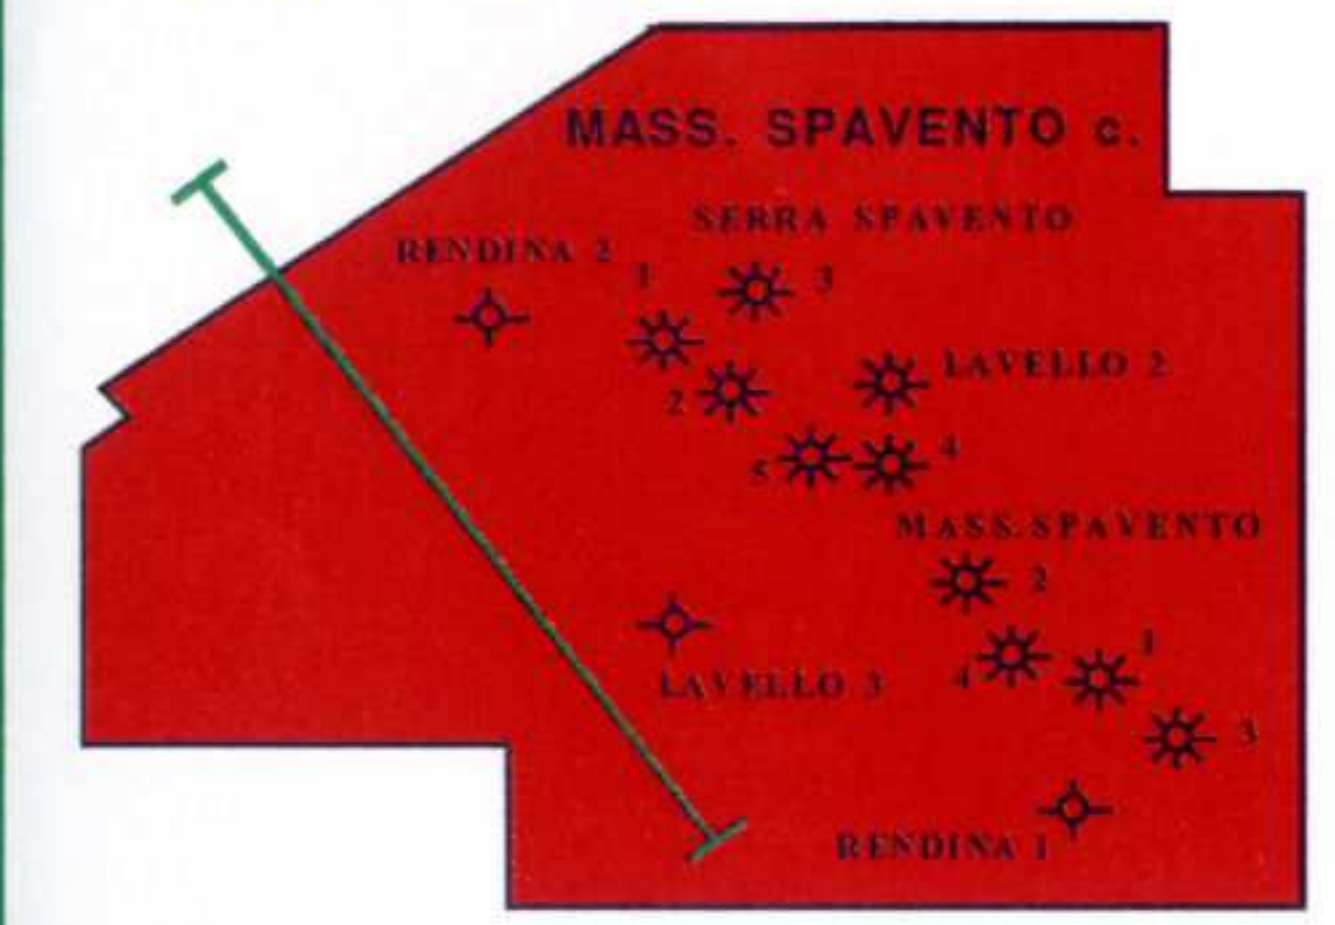 MASS. SPAVENTO c.
SERRA SPAVENTO
RENDINA 2
1
3
2
LAVELLO 2
5
4
MASS. SPAVENTO
2
1
4
LAVELLO 3
3
RENDINA 1